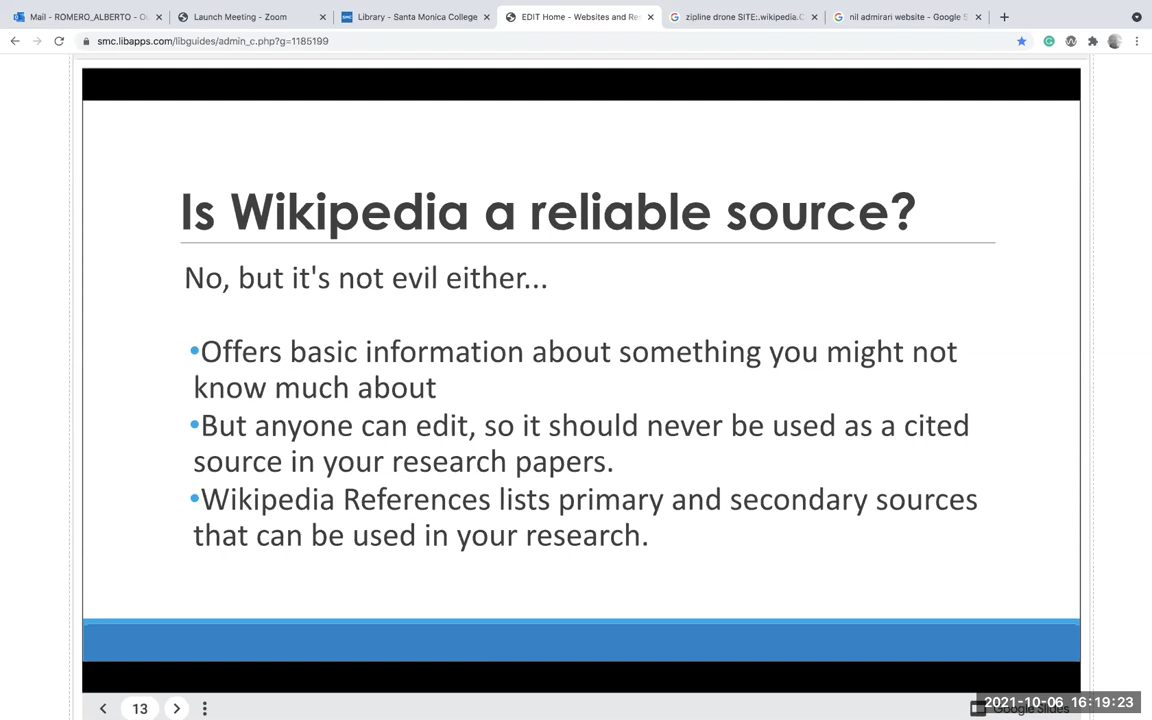 Mail - ROMERO_ALBERTO - Ou
Launch Meeting - Zoom
Library - Santa Monica College
EDIT Home - Websites and Re
zipline drone SITE:.wikipedia.O
nil admirari website - Google S
smc.libapps.com/libguides/admin_c.php?g=1185199
Is Wikipedia a reliable source?
No, but it's not evil either...
•Offers basic information about something you might not
know much about
•But anyone can edit, so it should never be used as a cited
source in your research papers.
•Wikipedia References lists primary and secondary sources
that can be used in your research.
13
Google Slides
2021-10-06 16:19:23